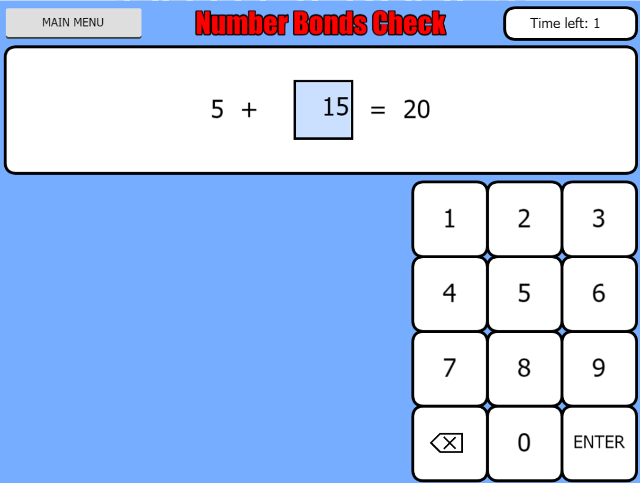 MAIN MENU
Number Bonds Check
Time left: 1
5 + 15 = 20
1 2 3
4 5 6
7 8 9
0 ENTER